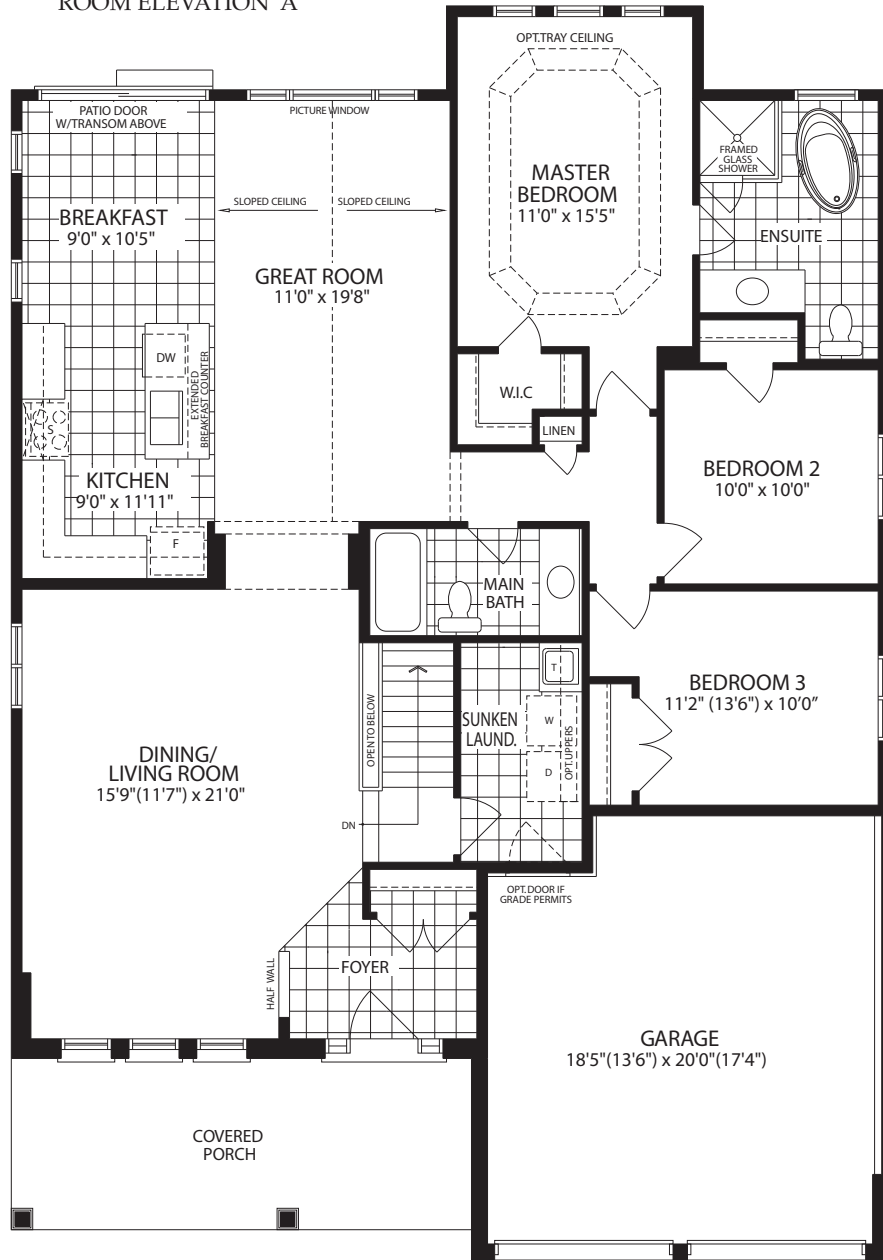 ROOM ELEVATION 'A'
OPT.TRAY CEILING
PATIO DOOR
W/TRANSOM ABOVE
PICTURE WINDOW
FRAMED
GLASS
SHOWER
MASTER
BEDROOM
11'0" x 15'5"
SLOPED CEILING
SLOPED CEILING
BREAKFAST
9'0" x 10'5"
ENSUITE
GREAT ROOM
11'0" x 19'8"
DW
EXTENDED
BREAKFAST COUNTER
W.I.C
S
LINEN
KITCHEN
9'0" x 11'11"
BEDROOM 2
10'0" x 10'0"
F
MAIN
BATH
T
BEDROOM 3
11'2" (13'6") x 10'0"
OPEN TO BELOW
SUNKEN
LAUND.
W
OPT.UPPERS
D
DINING/
LIVING ROOM
15'9"(11'7") x 21'0"
DN
OPT.DOOR IF
GRADE PERMITS
HALF WALL
FOYER
GARAGE
18'5"(13'6") x 20'0"(17'4")
COVERED
PORCH